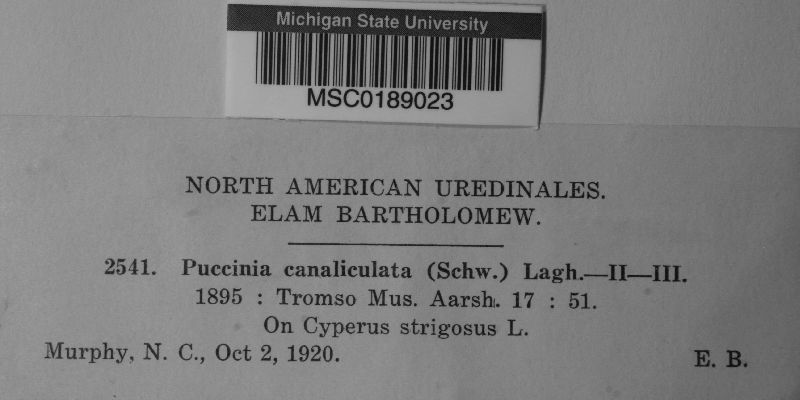 Michigan State University
MSC0189023
NORTH AMERICAN UREDINALES.
ELAM BARTHOLOMEW.
2541. Puccinia canaliculata (Schw.) Lagh.—II—III.
1895 : Tromso Mus. Aarsh. 17 : 51.
On Cyperus strigosus L.
Murphy, N. C., Oct 2, 1920. E. B.